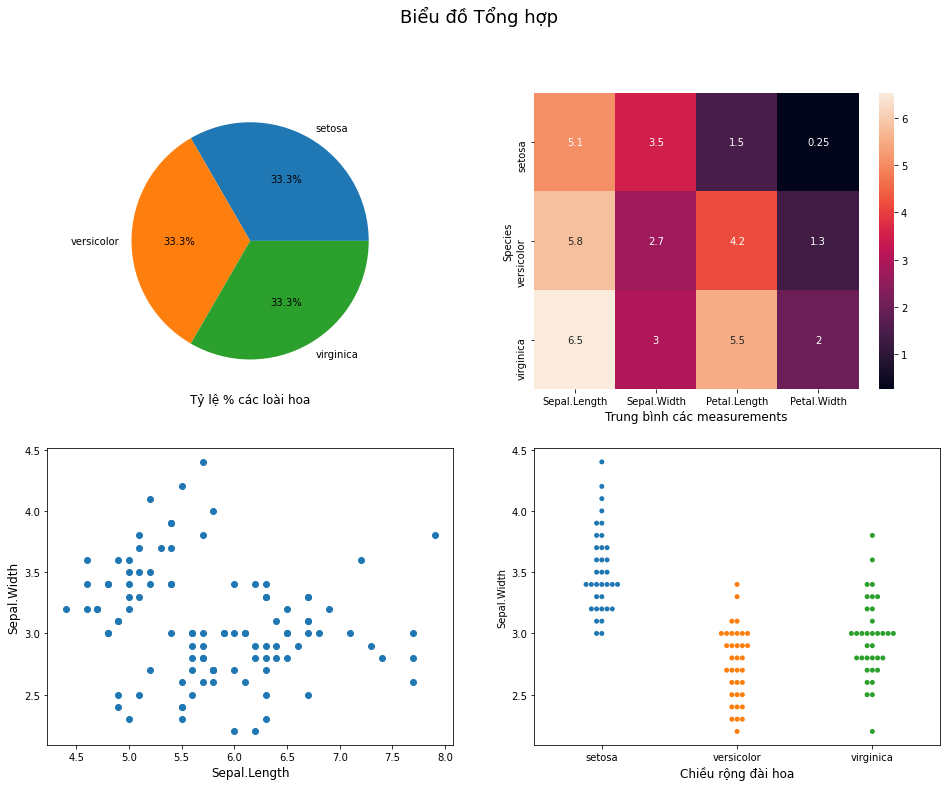 Biểu đồ Tổng hợp
setosa
33.3%
versicolor
33.3%
33.3%
virginica
Tỷ lệ % các loài hoa
Species
setosa
5.1 3.5 1.5 0.25
versicolor
5.8 2.7 4.2 1.3
virginica
6.5 3 5.5 2
Sepal.Length Sepal.Width Petal.Length Petal.Width
Trung bình các measurements
6
5
4
3
2
1
Sepal.Width
4.5
4.0
3.5
3.0
2.5
4.5 5.0 5.5 6.0 6.5 7.0 7.5 8.0
Sepal.Length
Sepal.Width
4.5
4.0
3.5
3.0
2.5
setosa versicolor virginica
Chiều rộng đài hoa